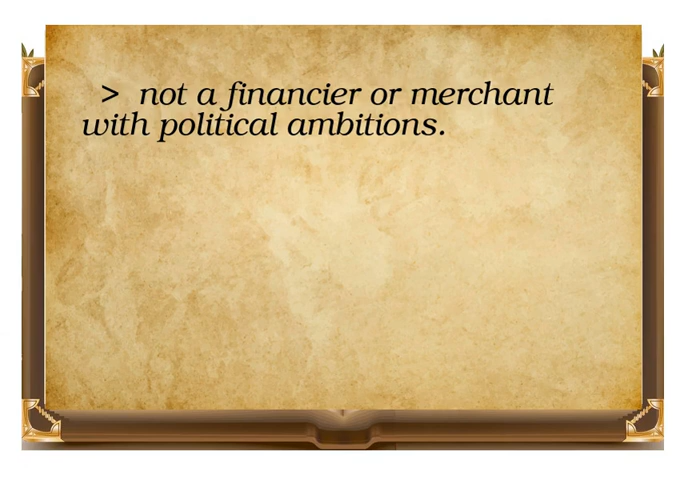 > not a financier or merchant
with political ambitions.